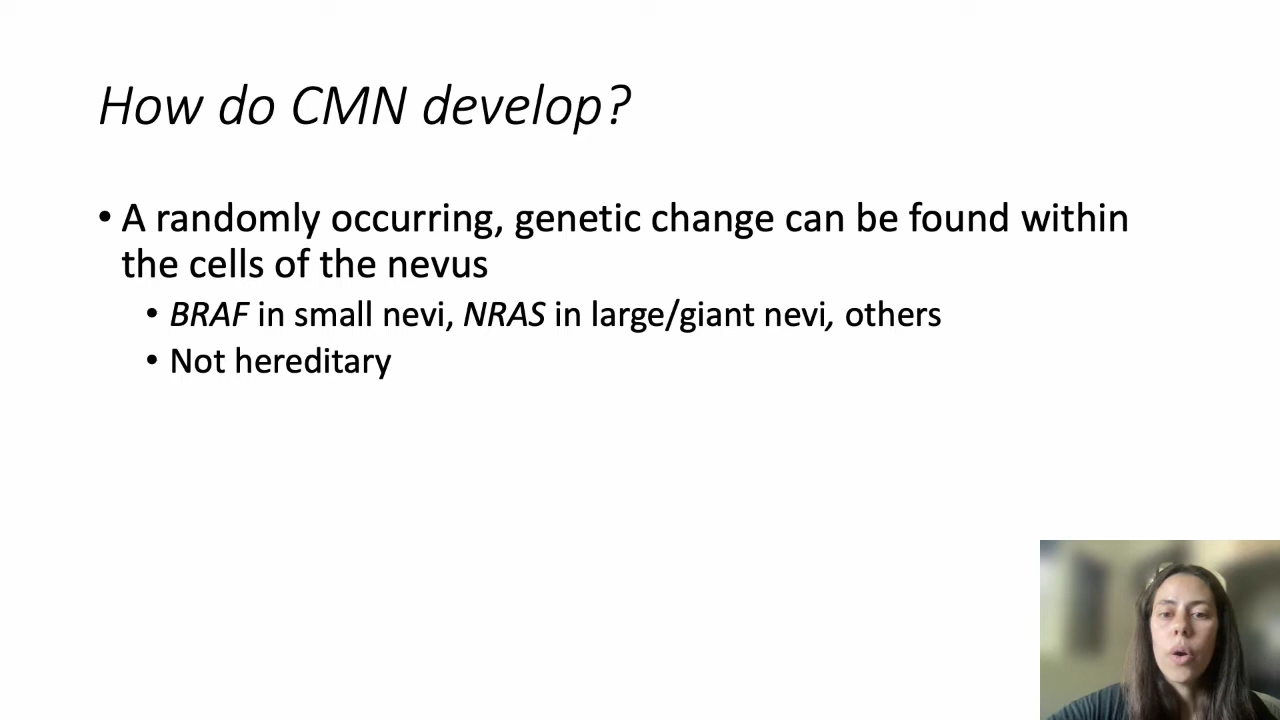 How do CMN develop?
• A randomly occurring, genetic change can be found within
the cells of the nevus
• BRAF in small nevi, NRAS in large/giant nevi, others
• Not hereditary